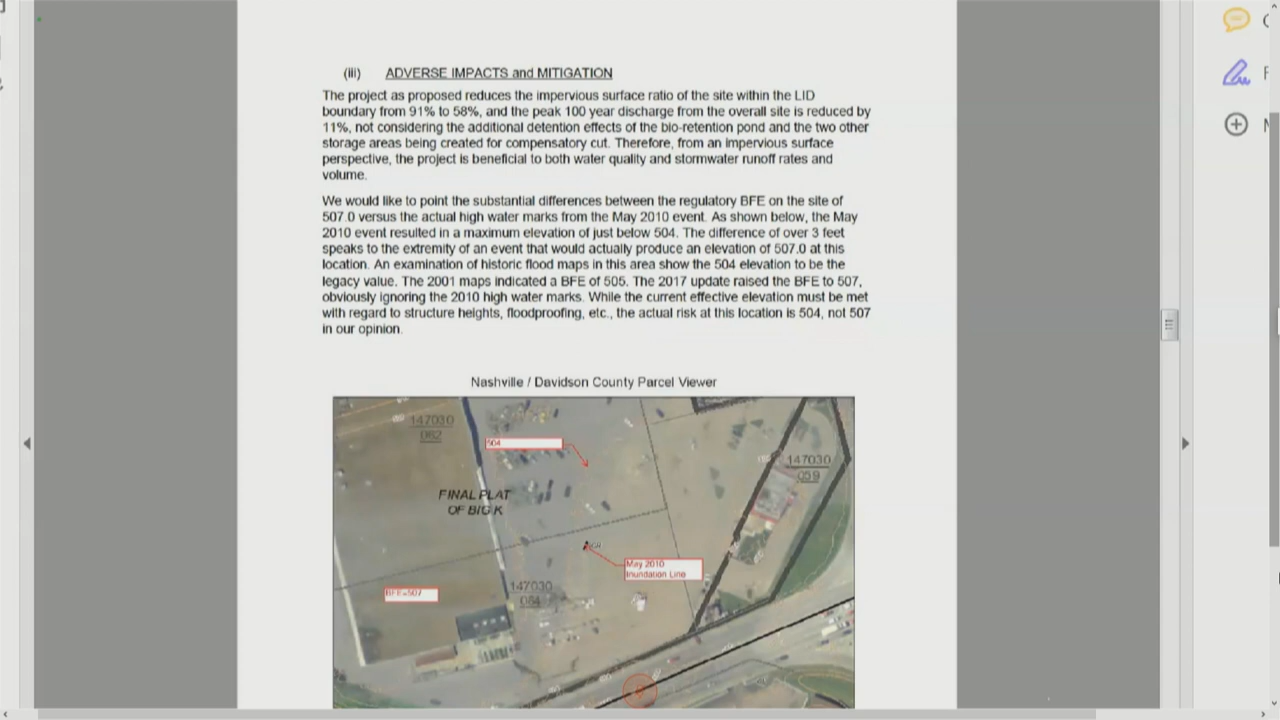 (iii) ADVERSE IMPACTS and MITIGATION
The project as proposed reduces the impervious surface ratio of the site within the LID
boundary from 91% to 58%, and the peak 100 year discharge from the overall site is reduced by
11%, not considering the additional detention effects of the bio-retention pond and the two other
storage areas being created for compensatory cut. Therefore, from an impervious surface
perspective, the project is beneficial to both water quality and stormwater runoff rates and
volume.
We would like to point the substantial differences between the regulatory BFE on the site of
507.0 versus the actual high water marks from the May 2010 event. As shown below, the May
2010 event resulted in a maximum elevation of just below 504. The difference of over 3 feet
speaks to the extremity of an event that would actually produce an elevation of 507.0 at this
location. An examination of historic flood maps in this area show the 504 elevation to be the
legacy value. The 2001 maps indicated a BFE of 505. The 2017 update raised the BFE to 507,
obviously ignoring the 2010 high water marks. While the current effective elevation must be met
with regard to structure heights, floodproofing, etc., the actual risk at this location is 504, not 507
in our opinion.
Nashville / Davidson County Parcel Viewer
147030
062
504
147030
059
FINAL PLAT
OF BIG K
May 2010
Inundation Line
147030
064
BFE=507